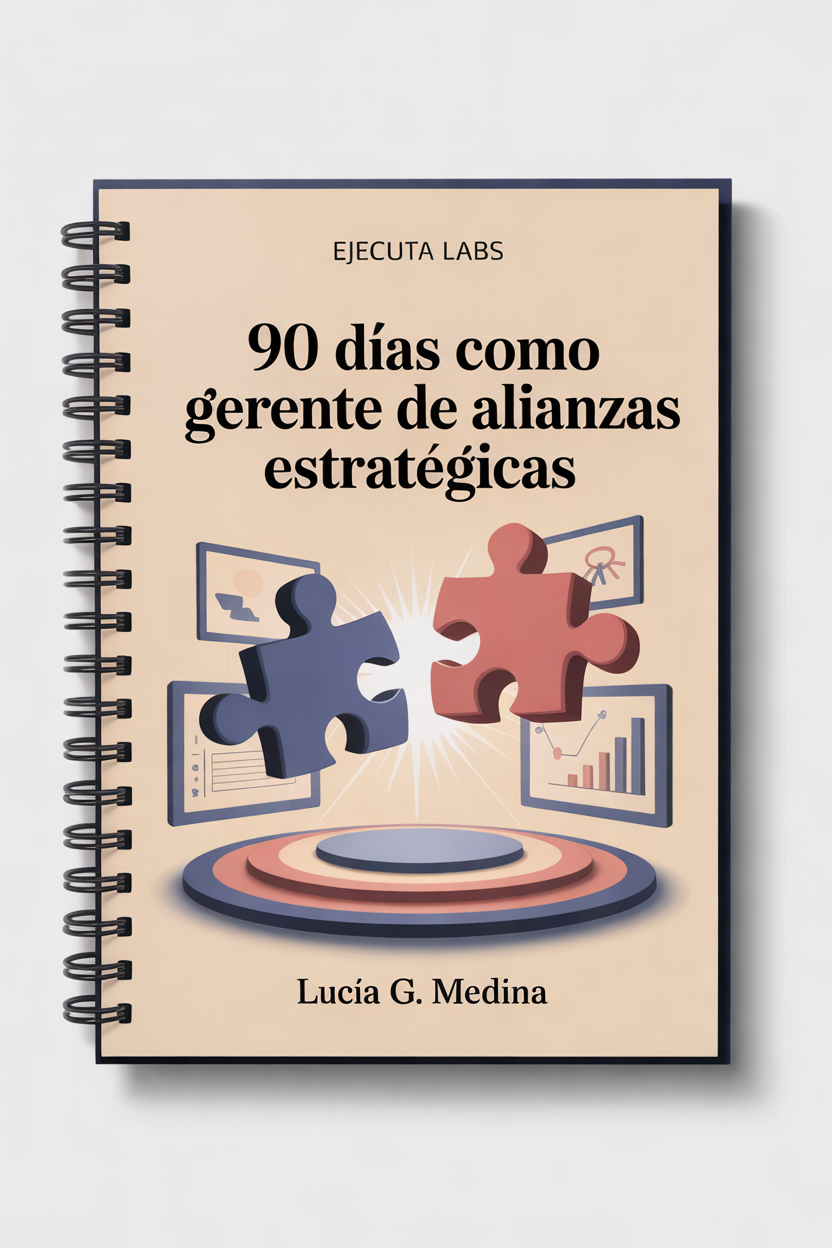 EJECUTA LABS
90 días como
gerente de alianzas
estratégicas
Lucía G. Medina